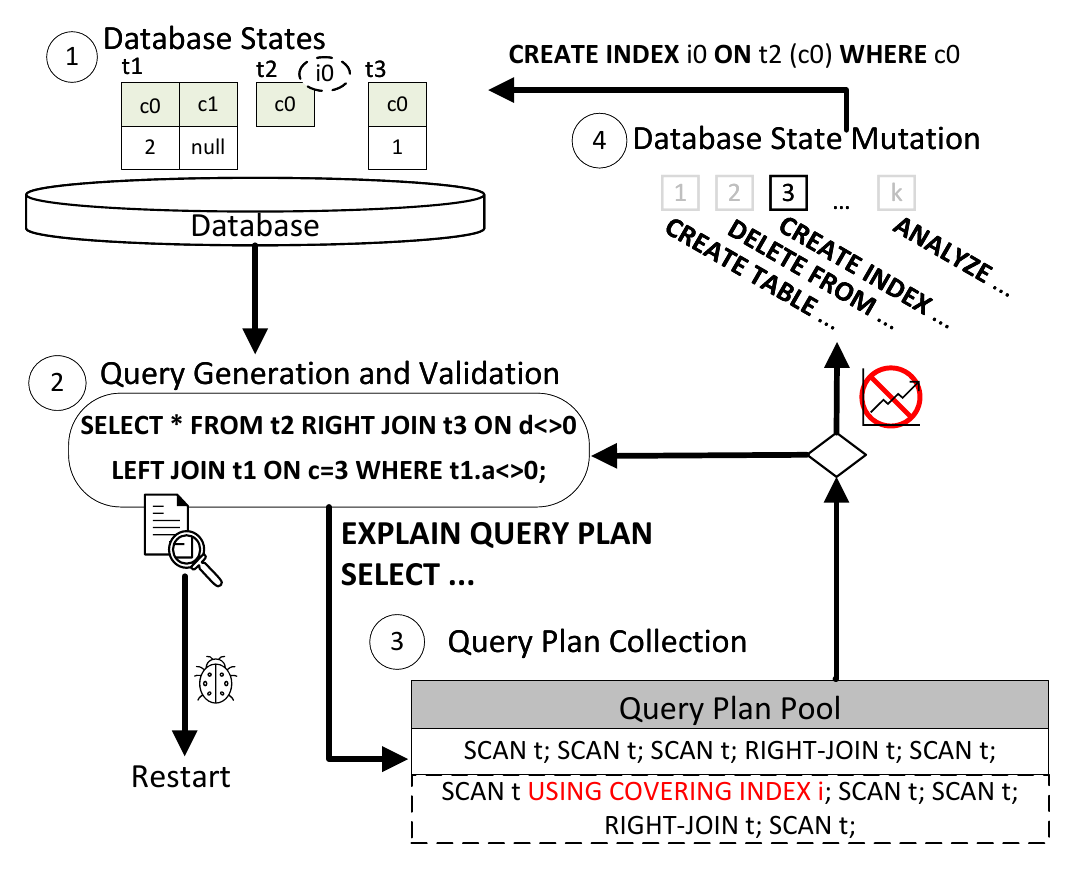 1 Database States
t1 t2 i0 t3
c0 c1 c0 c0
2 null 1
Database
CREATE INDEX i0 ON t2 (c0) WHERE c0
4 Database State Mutation
1 2 3 ... k
CREATE TABLE ...
DELETE FROM ...
CREATE INDEX ...
ANALYZE ...
2 Query Generation and Validation
SELECT * FROM t2 RIGHT JOIN t3 ON d<>0
LEFT JOIN t1 ON c=3 WHERE t1.a<>0;
EXPLAIN QUERY PLAN
SELECT ...
Restart
3 Query Plan Collection
Query Plan Pool
SCAN t; SCAN t; SCAN t; RIGHT-JOIN t; SCAN t;
SCAN t USING COVERING INDEX i; SCAN t; SCAN t;
RIGHT-JOIN t; SCAN t;